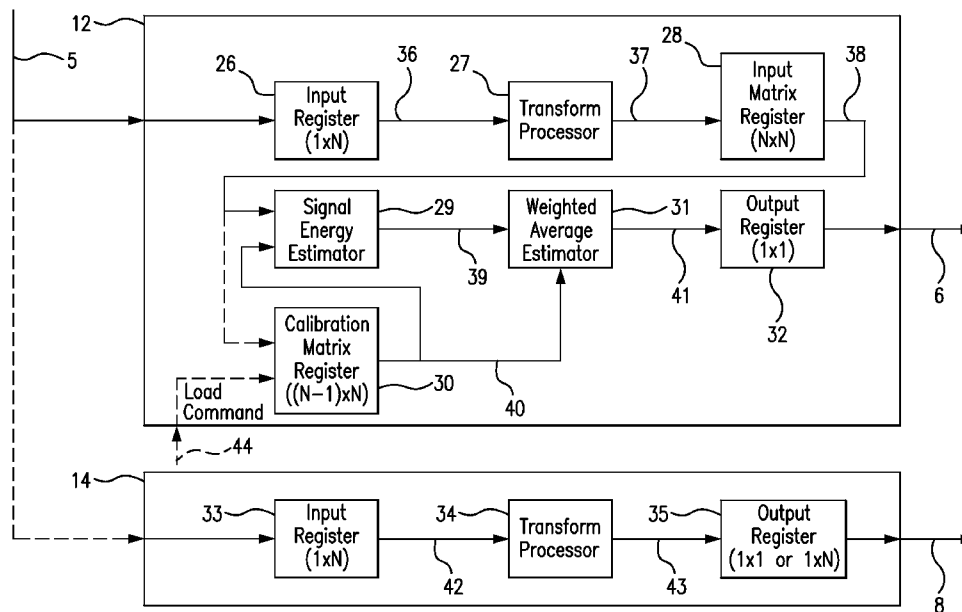 12
5
26
Input
Register
(1xN)
36
27
Transform
Processor
37
28
Input
Matrix
Register
(NxN)
38
Signal
Energy
Estimator
29
39
Weighted
Average
Estimator
31
41
Output
Register
(1x1)
32
6
Calibration
Matrix
Register
((N-1)xN)
30
40
Load
Command
44
14
33
Input
Register
(1xN)
42
34
Transform
Processor
43
35
Output
Register
(1x1 or 1xN)
8